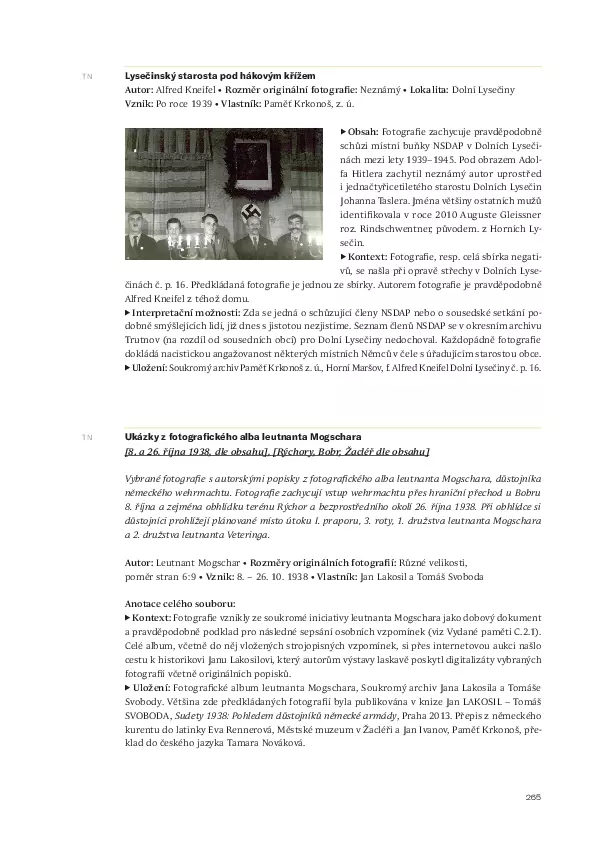 TN
Lysečinský starosta pod hákovým křížem
Autor: Alfred Kneifel • Rozměr originální fotografie: Neznámý • Lokalita: Dolní Lysečiny
Vznik: Po roce 1939 • Vlastník: Paměť Krkonoš, z. ú.
▶ Obsah: Fotografie zachycuje pravděpodobně
schůzi místní buňky NSDAP v Dolních Lyseči-
nách mezi lety 1939–1945. Pod obrazem Adol-
fa Hitlera zachytil neznámý autor uprostřed
i jednačtyřicetiletého starostu Dolních Lysečin
Johanna Taslera. Jména většiny ostatních mužů
identifikovala v roce 2010 Auguste Gleissner
roz. Rindschwentner, původem. z Horních Ly-
sečin.
▶ Kontext: Fotografie, resp. celá sbírka negati-
vů, se našla při opravě střechy v Dolních Lyse-
činách č. p. 16. Předkládaná fotografie je jednou ze sbírky. Autorem fotografie je pravděpodobně
Alfred Kneifel z téhož domu.
▶ Interpretační možnosti: Zda se jedná o schůzující členy NSDAP nebo o sousedské setkání po-
dobně smýšlejících lidí, již dnes s jistotou nezjistíme. Seznam členů NSDAP se v okresním archivu
Trutnov (na rozdíl od sousedních obcí) pro Dolní Lysečiny nedochoval. Každopádně fotografie
dokládá nacistickou angažovanost některých místních Němců v čele s úřadujícím starostou obce.
▶ Uložení: Soukromý archiv Paměť Krkonoš z. ú., Horní Maršov, f. Alfred Kneifel Dolní Lysečiny č. p. 16.
TN
Ukázky z fotografického alba leutnanta Mogschara
[8. a 26. října 1938, dle obsahu], [Rýchory, Bobr, Žacléř dle obsahu]
Vybrané fotografie s autorskými popisky z fotografického alba leutnanta Mogschara, důstojníka
německého wehrmachtu. Fotografie zachycují vstup wehrmachtu přes hraniční přechod u Bobru
8. října a zejména obhlídku terénu Rýchor a bezprostředního okolí 26. října 1938. Při obhlídce si
důstojníci prohlížejí plánované místo útoku I. praporu, 3. roty, 1. družstva leutnanta Mogschara
a 2. družstva leutnanta Veteringa.
Autor: Leutnant Mogschar • Rozměry originálních fotografií: Různé velikosti,
poměr stran 6:9 • Vznik: 8. – 26. 10. 1938 • Vlastník: Jan Lakosil a Tomáš Svoboda
Anotace celého souboru:
▶ Kontext: Fotografie vznikly ze soukromé iniciativy leutnanta Mogschara jako dobový dokument
a pravděpodobně podklad pro následné sepsání osobních vzpomínek (viz Vydané paměti C.2.1).
Celé album, včetně do něj vložených strojopisných vzpomínek, si přes internetovou aukci našlo
cestu k historikovi Janu Lakosilovi, který autorům výstavy laskavě poskytl digitalizáty vybraných
fotografií včetně originálních popisků.
▶ Uložení: Fotografické album leutnanta Mogschara, Soukromý archiv Jana Lakosila a Tomáše
Svobody. Většina zde předkládaných fotografií byla publikována v knize Jan LAKOSIL – Tomáš
SVOBODA, Sudety 1938: Pohledem důstojníků německé armády, Praha 2013. Přepis z německého
kurentu do latinky Eva Rennerová, Městské muzeum v Žacléři a Jan Ivanov, Paměť Krkonoš, pře-
klad do českého jazyka Tamara Nováková.
265